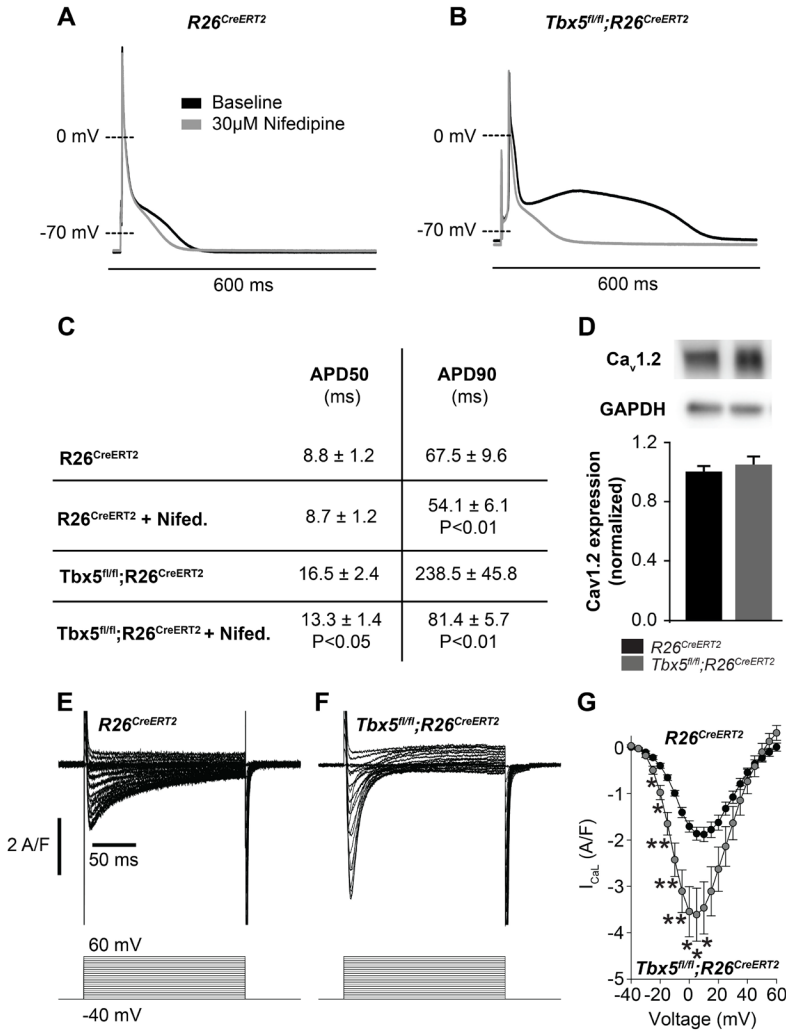 A
R26CreERT2
B
Tbx5fl/fl;R26CreERT2
Baseline
30µM Nifedipine
0 mV
-70 mV
600 ms
0 mV
-70 mV
600 ms
C
APD50 APD90
(ms) (ms)
R26CreERT2 8.8 ± 1.2 67.5 ± 9.6
R26CreERT2 + Nifed. 8.7 ± 1.2 54.1 ± 6.1
P<0.01
Tbx5fl/fl;R26CreERT2 16.5 ± 2.4 238.5 ± 45.8
Tbx5fl/fl;R26CreERT2 + Nifed. 13.3 ± 1.4 81.4 ± 5.7
P<0.05 P<0.01
D
Cav1.2
GAPDH
Cav1.2 expression
(normalized)
1.2
0.8
0.4
0.0
R26CreERT2
Tbx5fl/fl;R26CreERT2
E
R26CreERT2
2 A/F
50 ms
60 mV
-40 mV
F
Tbx5fl/fl;R26CreERT2
G
R26CreERT2
ICaL (A/F)
0
-1
-2
-3
-4
-5
*
*
**
**
**
*
*
*
Tbx5fl/fl;R26CreERT2
-40 -20 0 20 40 60
Voltage (mV)